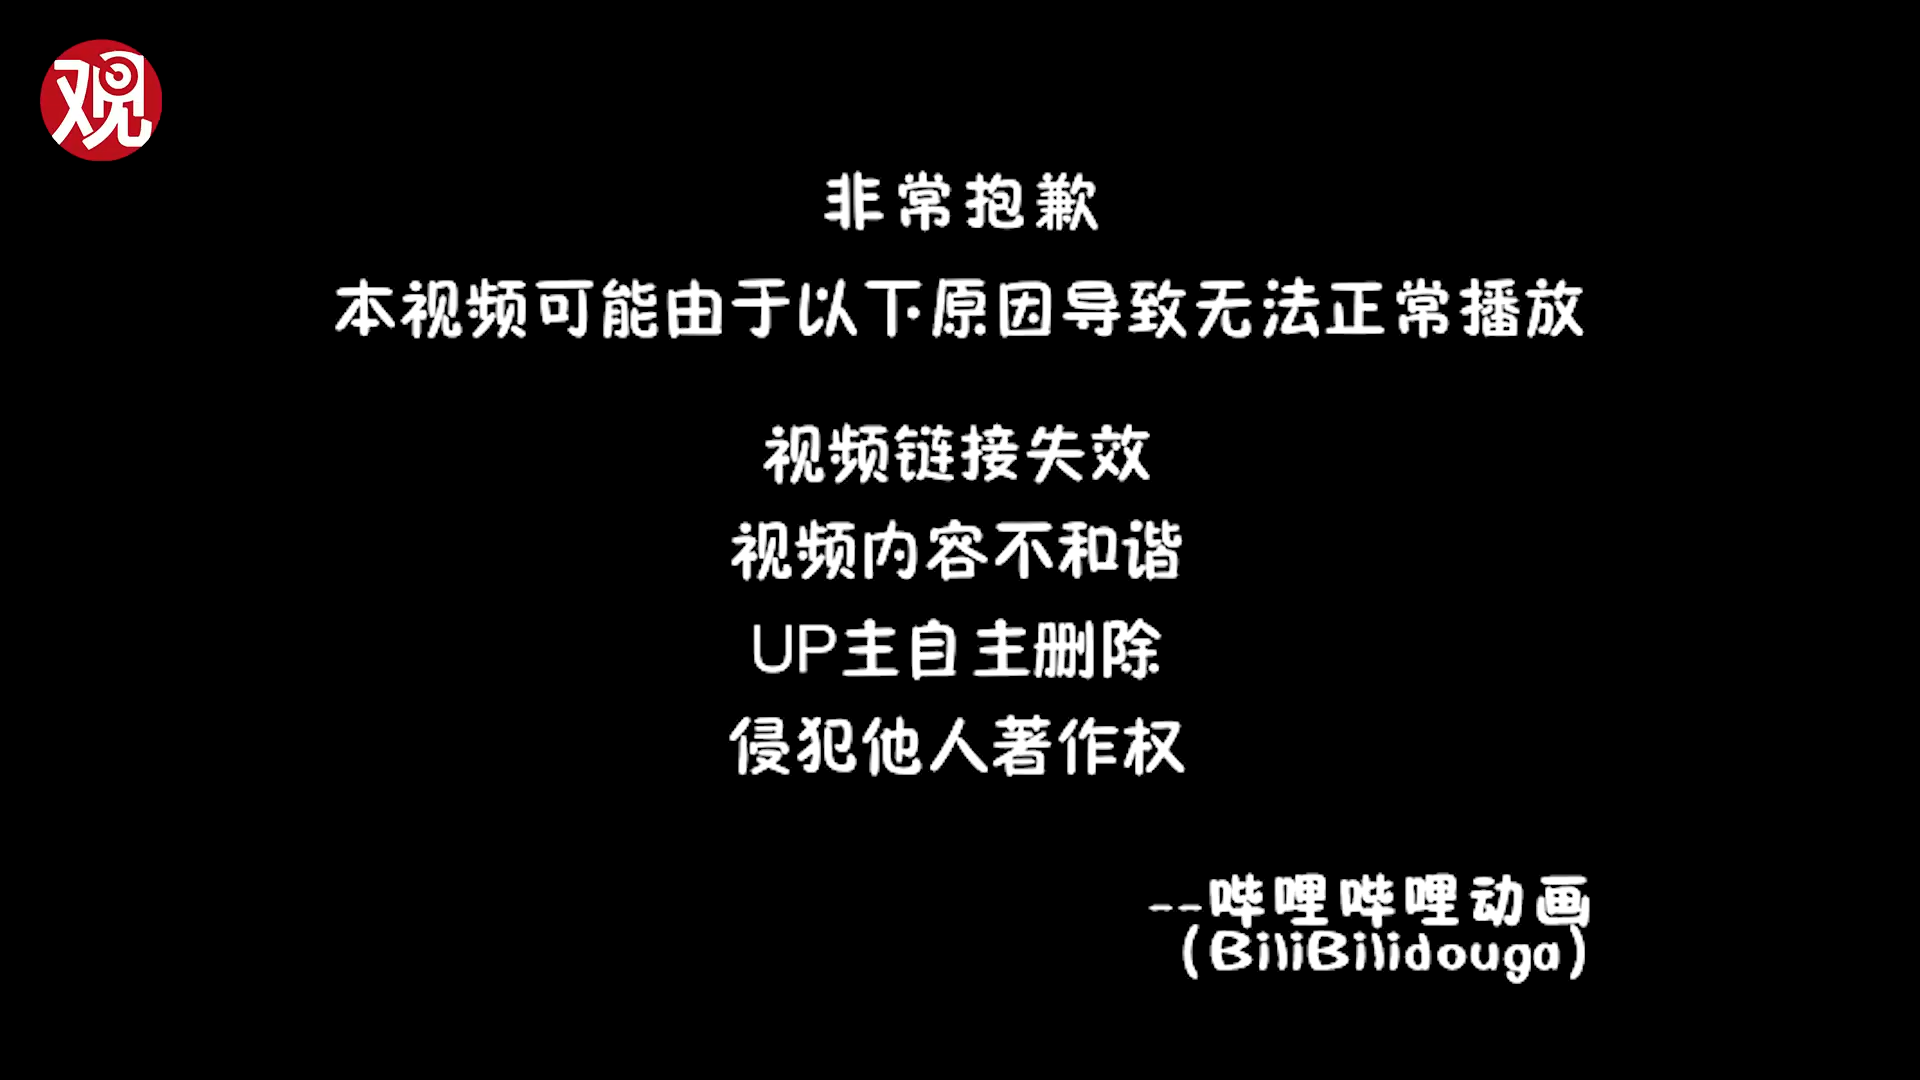 观
非常抱歉
本视频可能由于以下原因导致无法正常播放
视频链接失效
视频内容不和谐
UP主自主删除
侵犯他人著作权
--哔哩哔哩动画
(BiliBilidouga)